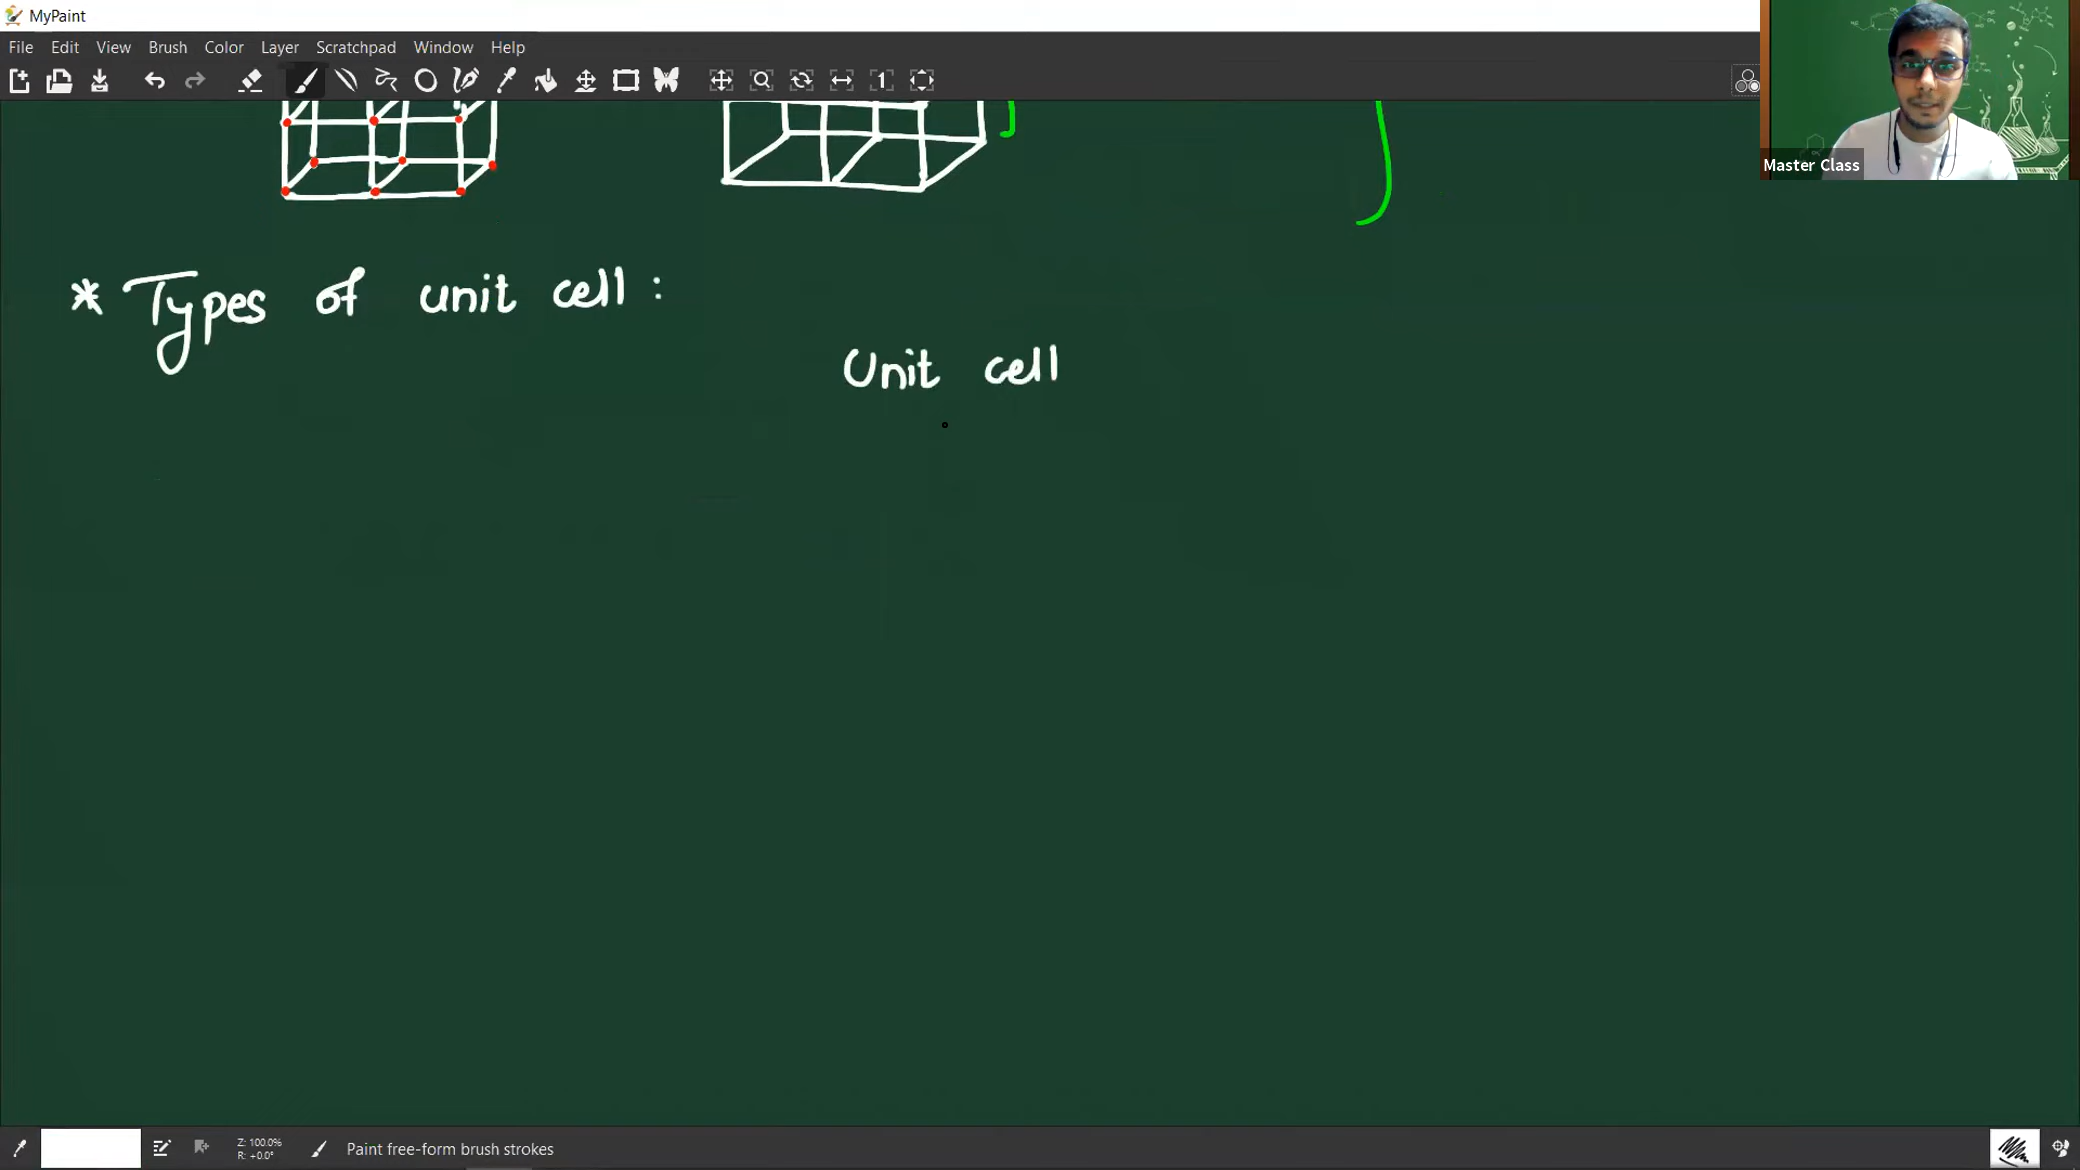 MyPaint
File Edit View Brush Color Layer Scratchpad Window Help
Master Class
* Types of unit cell :
Unit cell
Z: 100.0%
R: +0.0°
Paint free-form brush strokes